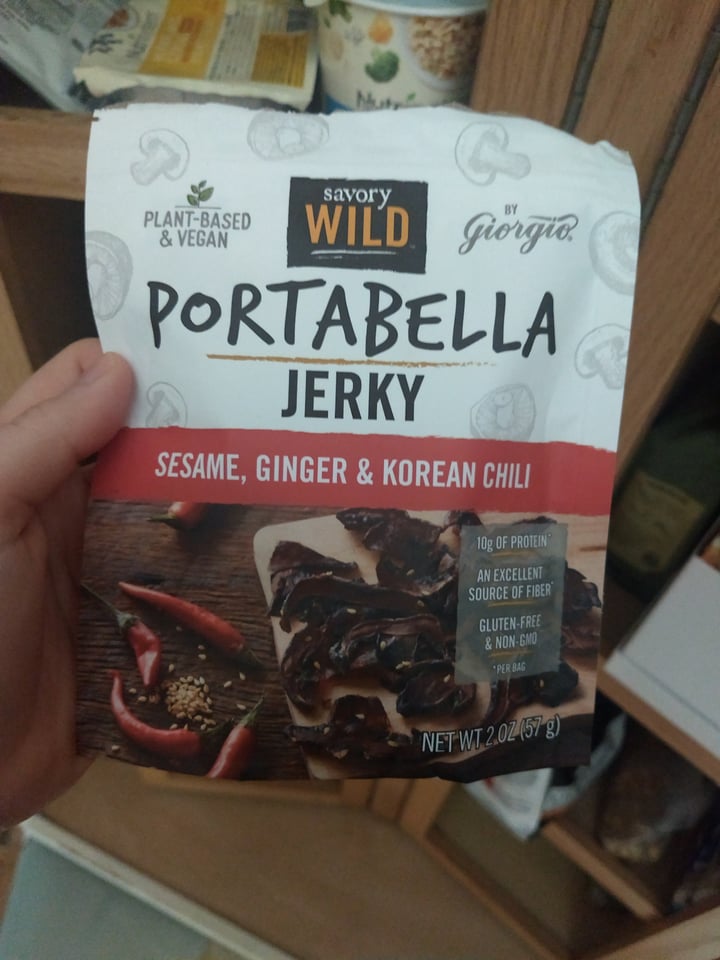 savory
WILD
PLANT-BASED
& VEGAN
BY
Giorgio
PORTABELLA
JERKY
SESAME, GINGER & KOREAN CHILI
10g OF PROTEIN*
AN EXCELLENT
SOURCE OF FIBER*
GLUTEN-FREE
& NON-GMO
*PER BAG
NET WT 2 OZ (57 g)